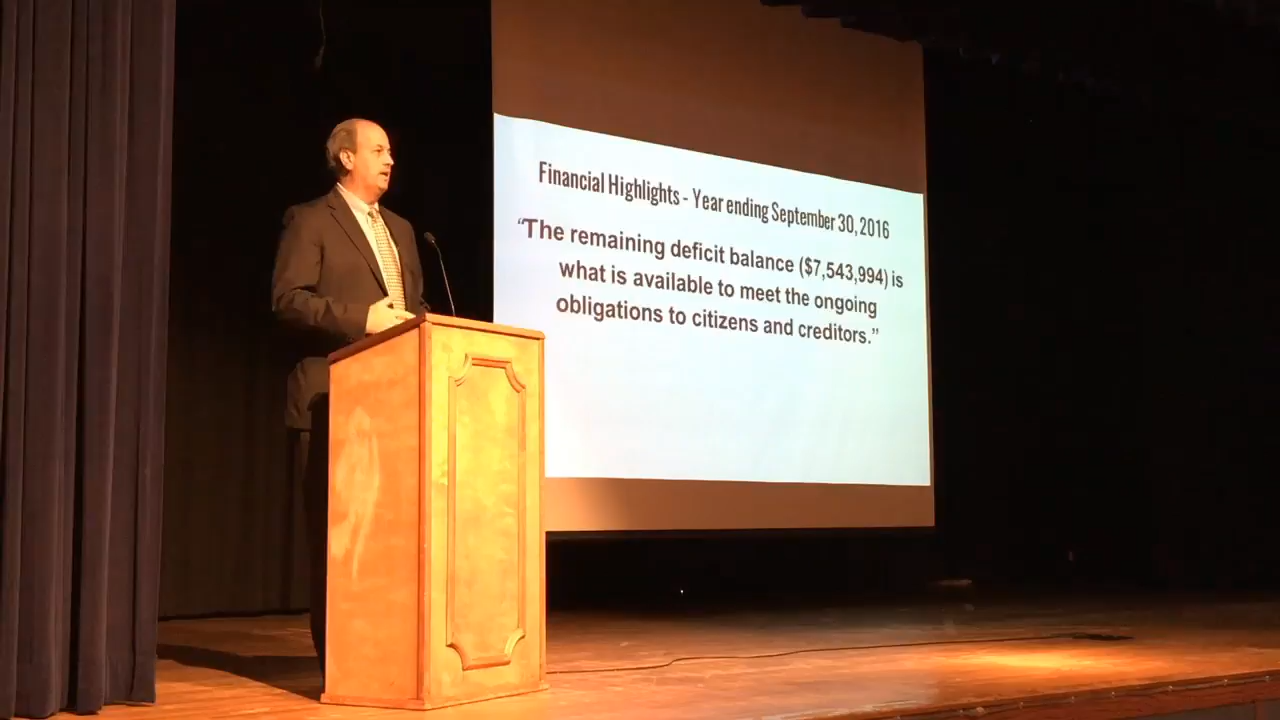 Financial Highlights - Year ending September 30, 2016
“The remaining deficit balance ($7,543,994) is
what is available to meet the ongoing
obligations to citizens and creditors.”